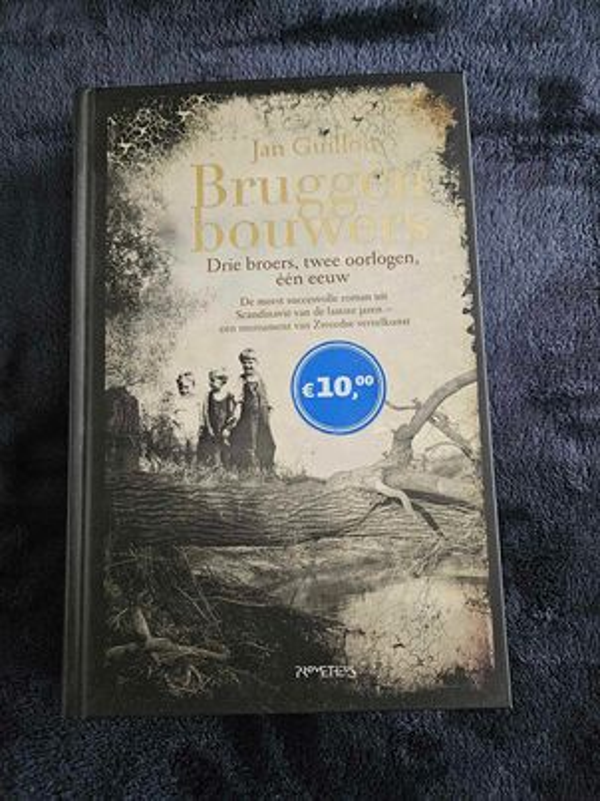 Jan Guillou
Bruggen
bouwers
Drie broers, twee oorlogen,
één eeuw
De meest succesvolle roman uit
Scandinavië van de laatste jaren –
een monument van Zweedse vertelkunst
€10,00
PROMETHEUS